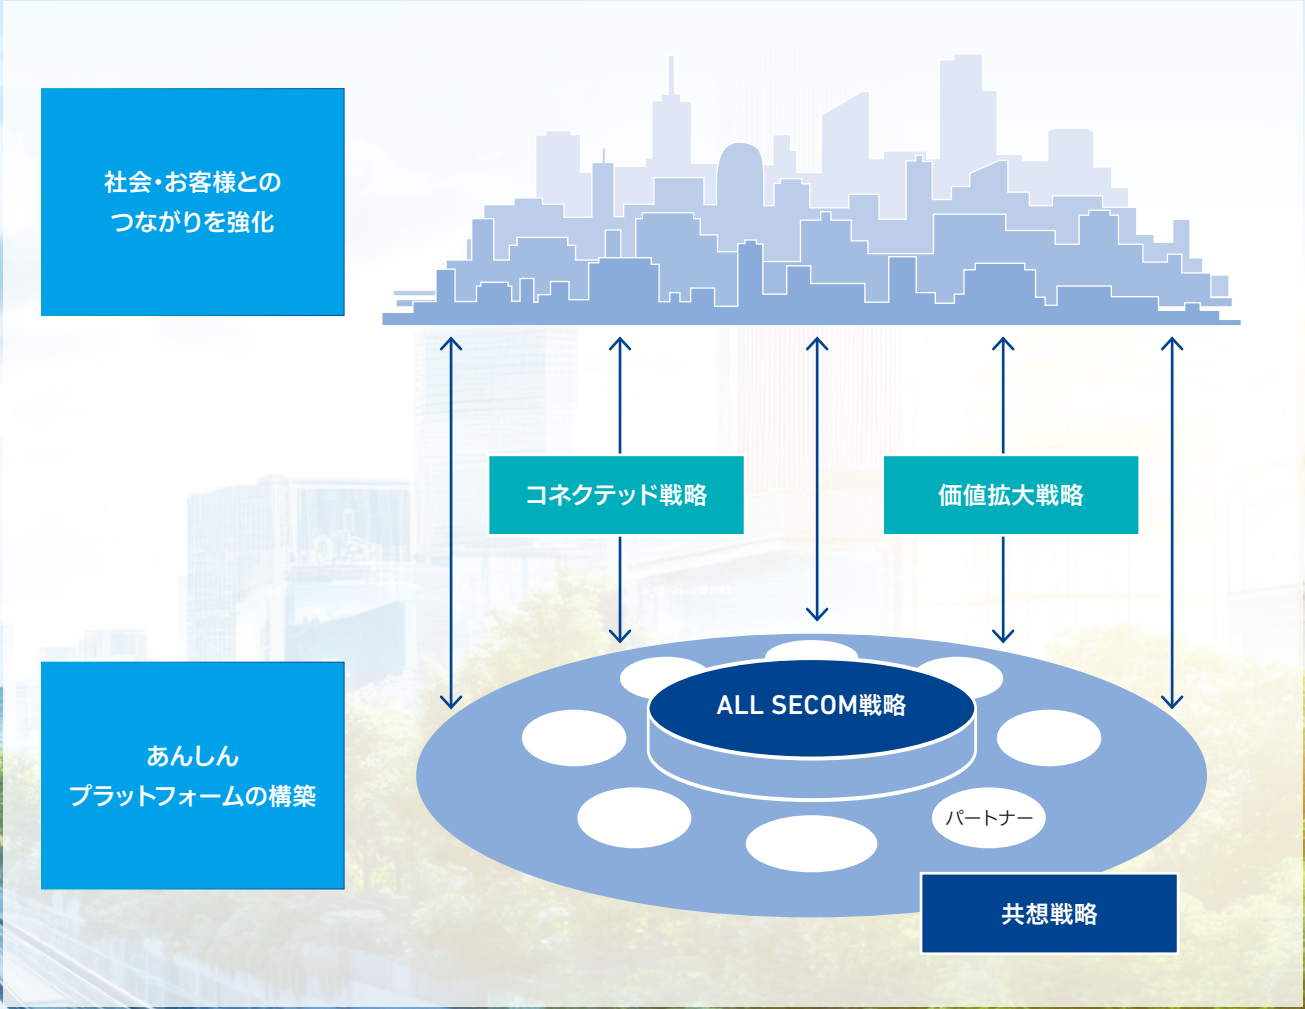 社会・お客様との
つながりを強化
コネクテッド戦略
価値拡大戦略
あんしん
プラットフォームの構築
ALL SECOM戦略
パートナー
共想戦略